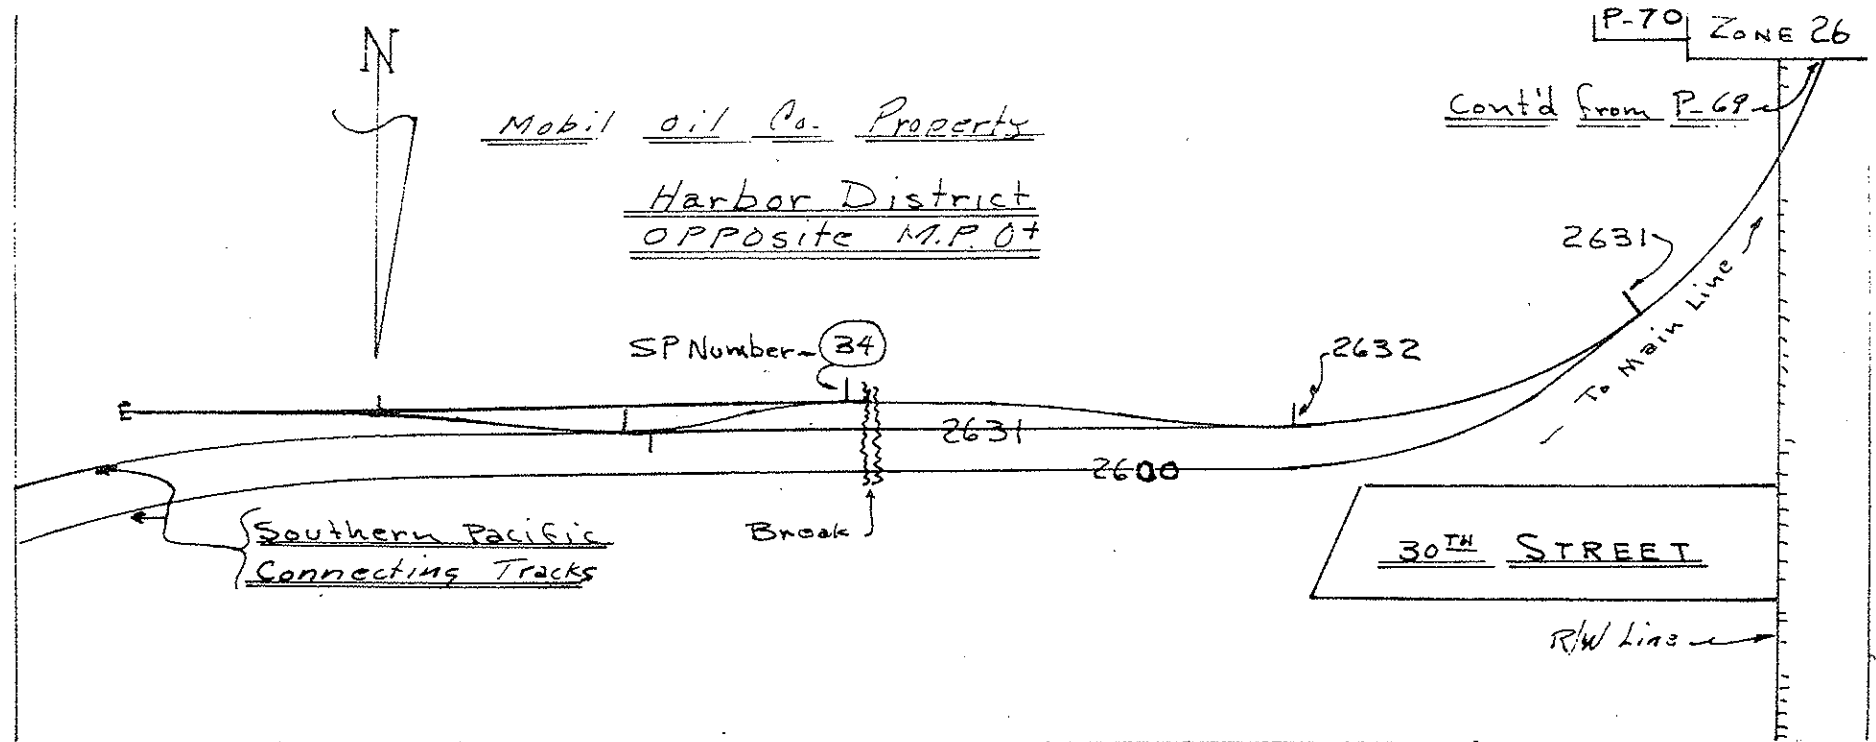 P-70 ZONE 26
N
Cont'd from P-69
Mobil Oil Co. Property
Harbor District
Opposite M.P. 0+
2631
To Main Line
SP Number 34
2632
2631
2600
Southern Pacific
Connecting Tracks
Break
30TH STREET
R/W Line